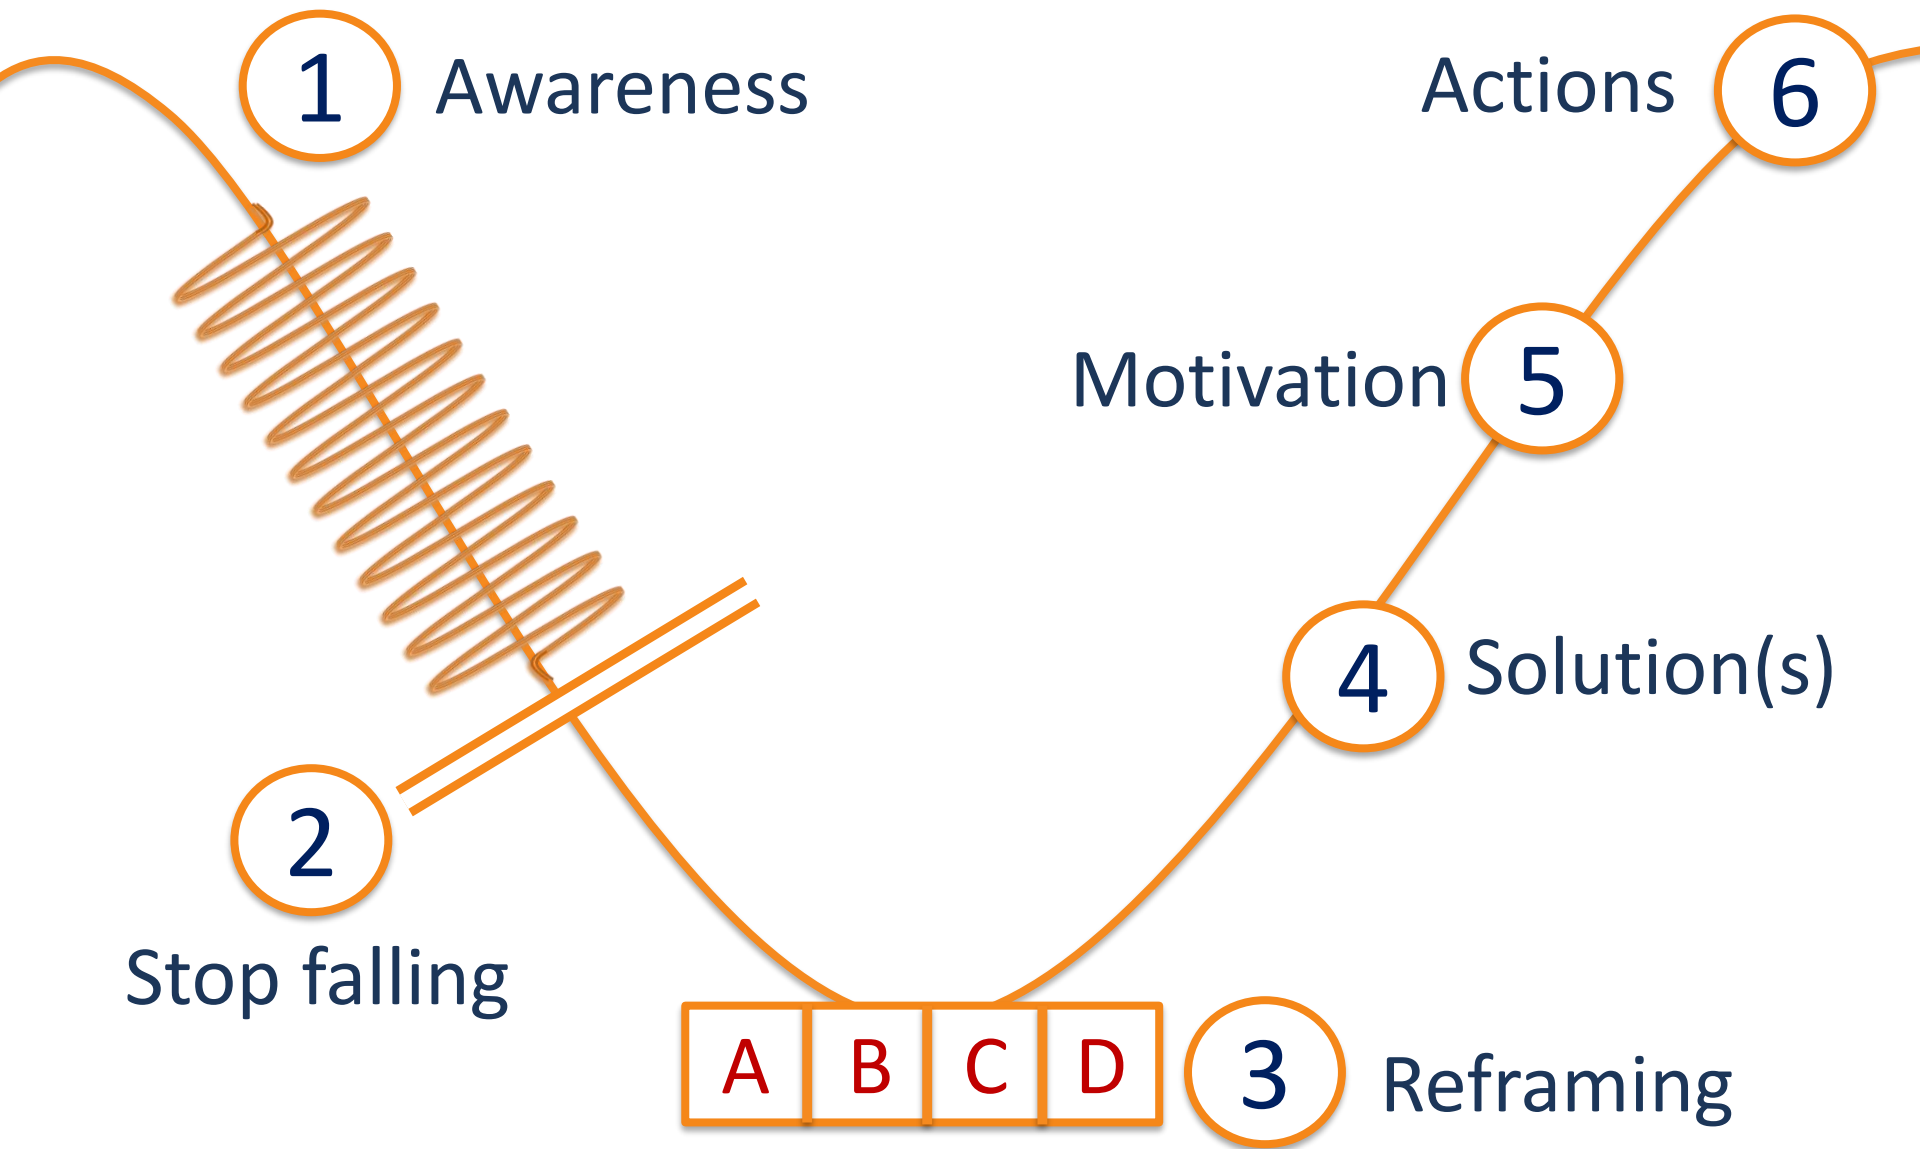 1 Awareness
2
Stop falling
A B C D
3 Reframing
4 Solution(s)
Motivation 5
Actions 6